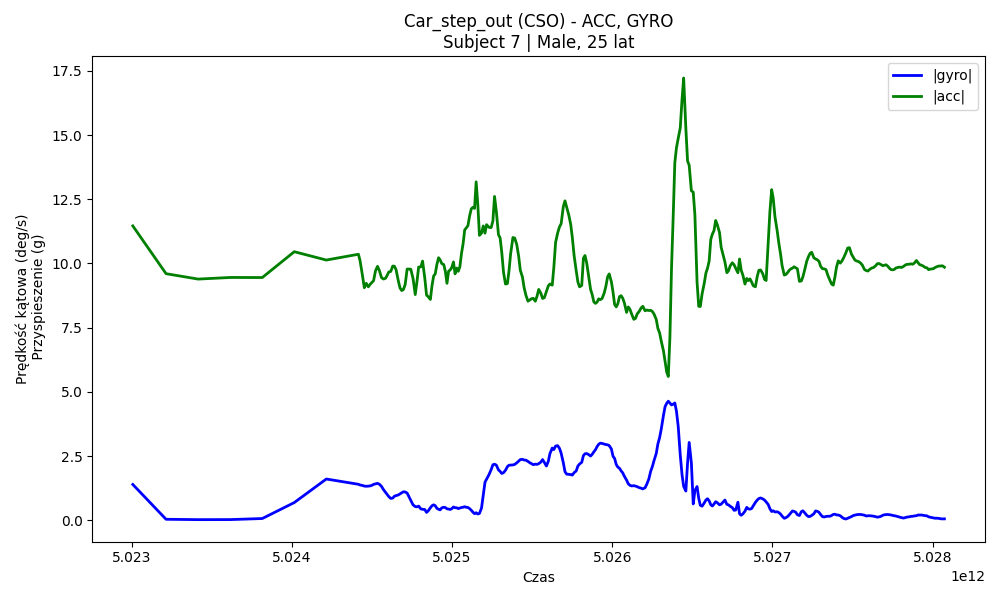 Car_step_out (CSO) - ACC, GYRO
Subject 7 | Male, 25 lat
|gyro|
|acc|
17.5
15.0
12.5
10.0
7.5
5.0
2.5
0.0
Prędkość kątowa (deg/s)
Przyspieszenie (g)
5.023
5.024
5.025
5.026
5.027
5.028
1e12
Czas